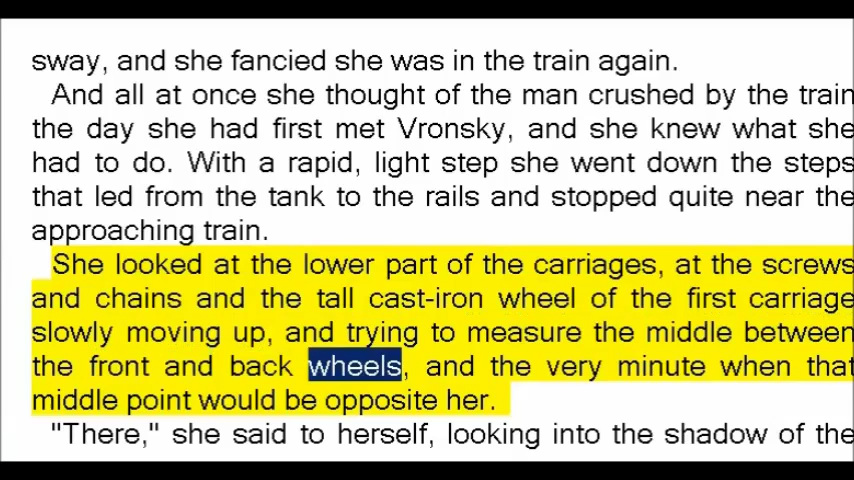 sway, and she fancied she was in the train again.
And all at once she thought of the man crushed by the train
the day she had first met Vronsky, and she knew what she
had to do. With a rapid, light step she went down the steps
that led from the tank to the rails and stopped quite near the
approaching train.
She looked at the lower part of the carriages, at the screws
and chains and the tall cast-iron wheel of the first carriage
slowly moving up, and trying to measure the middle between
the front and back wheels, and the very minute when that
middle point would be opposite her.
"There," she said to herself, looking into the shadow of the